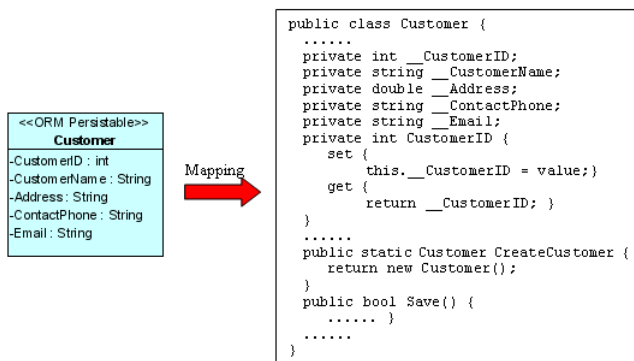 <<ORM Persistable>>
Customer
-CustomerID : int
-CustomerName : String
-Address : String
-ContactPhone : String
-Email : String
Mapping
public class Customer {
......
private int __CustomerID;
private string __CustomerName;
private double __Address;
private string __ContactPhone;
private string __Email;
private int CustomerID {
set {
this.__CustomerID = value;}
get {
return __CustomerID; }
}
......
public static Customer CreateCustomer {
return new Customer();
}
public bool Save() {
...... }
......
}